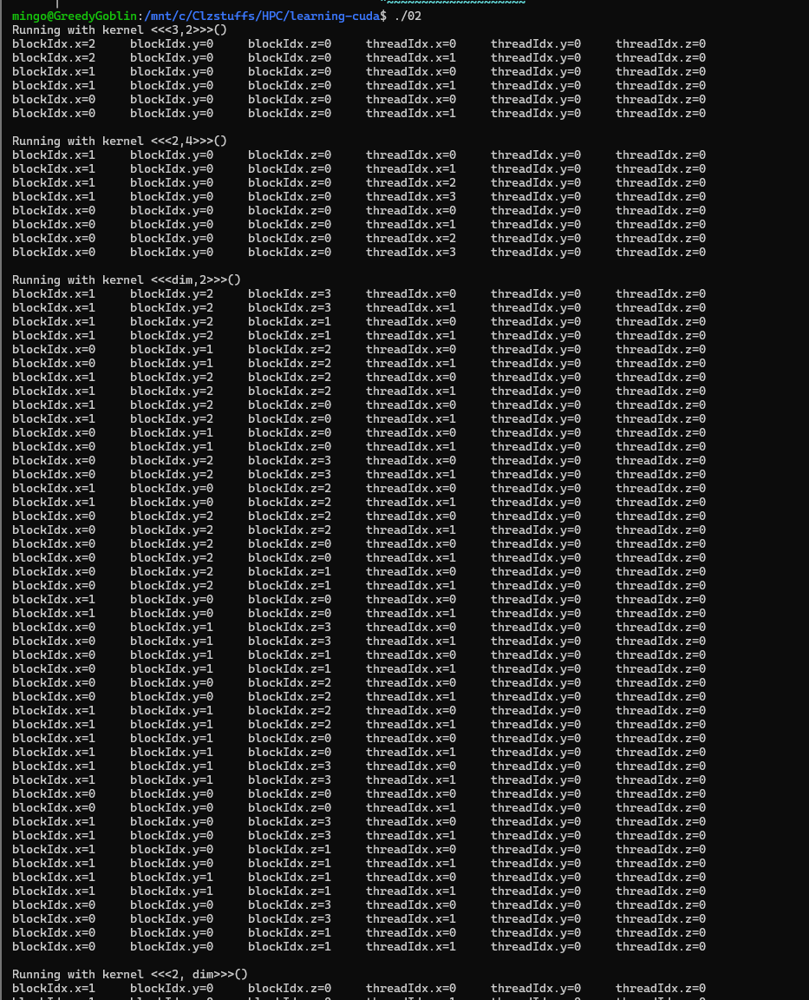 mingo@GreedyGoblin:/mnt/c/Clzstuffs/HPC/learning-cuda$ ./02
Running with kernel <<<3,2>>>()
blockIdx.x=2     blockIdx.y=0     blockIdx.z=0     threadIdx.x=0     threadIdx.y=0     threadIdx.z=0
blockIdx.x=2     blockIdx.y=0     blockIdx.z=0     threadIdx.x=1     threadIdx.y=0     threadIdx.z=0
blockIdx.x=1     blockIdx.y=0     blockIdx.z=0     threadIdx.x=0     threadIdx.y=0     threadIdx.z=0
blockIdx.x=1     blockIdx.y=0     blockIdx.z=0     threadIdx.x=1     threadIdx.y=0     threadIdx.z=0
blockIdx.x=0     blockIdx.y=0     blockIdx.z=0     threadIdx.x=0     threadIdx.y=0     threadIdx.z=0
blockIdx.x=0     blockIdx.y=0     blockIdx.z=0     threadIdx.x=1     threadIdx.y=0     threadIdx.z=0

Running with kernel <<<2,4>>>()
blockIdx.x=1     blockIdx.y=0     blockIdx.z=0     threadIdx.x=0     threadIdx.y=0     threadIdx.z=0
blockIdx.x=1     blockIdx.y=0     blockIdx.z=0     threadIdx.x=1     threadIdx.y=0     threadIdx.z=0
blockIdx.x=1     blockIdx.y=0     blockIdx.z=0     threadIdx.x=2     threadIdx.y=0     threadIdx.z=0
blockIdx.x=1     blockIdx.y=0     blockIdx.z=0     threadIdx.x=3     threadIdx.y=0     threadIdx.z=0
blockIdx.x=0     blockIdx.y=0     blockIdx.z=0     threadIdx.x=0     threadIdx.y=0     threadIdx.z=0
blockIdx.x=0     blockIdx.y=0     blockIdx.z=0     threadIdx.x=1     threadIdx.y=0     threadIdx.z=0
blockIdx.x=0     blockIdx.y=0     blockIdx.z=0     threadIdx.x=2     threadIdx.y=0     threadIdx.z=0
blockIdx.x=0     blockIdx.y=0     blockIdx.z=0     threadIdx.x=3     threadIdx.y=0     threadIdx.z=0

Running with kernel <<<dim,2>>>()
blockIdx.x=1     blockIdx.y=2     blockIdx.z=3     threadIdx.x=0     threadIdx.y=0     threadIdx.z=0
blockIdx.x=1     blockIdx.y=2     blockIdx.z=3     threadIdx.x=1     threadIdx.y=0     threadIdx.z=0
blockIdx.x=1     blockIdx.y=2     blockIdx.z=1     threadIdx.x=0     threadIdx.y=0     threadIdx.z=0
blockIdx.x=1     blockIdx.y=2     blockIdx.z=1     threadIdx.x=1     threadIdx.y=0     threadIdx.z=0
blockIdx.x=0     blockIdx.y=1     blockIdx.z=2     threadIdx.x=0     threadIdx.y=0     threadIdx.z=0
blockIdx.x=0     blockIdx.y=1     blockIdx.z=2     threadIdx.x=1     threadIdx.y=0     threadIdx.z=0
blockIdx.x=1     blockIdx.y=2     blockIdx.z=2     threadIdx.x=0     threadIdx.y=0     threadIdx.z=0
blockIdx.x=1     blockIdx.y=2     blockIdx.z=2     threadIdx.x=1     threadIdx.y=0     threadIdx.z=0
blockIdx.x=1     blockIdx.y=2     blockIdx.z=0     threadIdx.x=0     threadIdx.y=0     threadIdx.z=0
blockIdx.x=1     blockIdx.y=2     blockIdx.z=0     threadIdx.x=1     threadIdx.y=0     threadIdx.z=0
blockIdx.x=0     blockIdx.y=1     blockIdx.z=0     threadIdx.x=0     threadIdx.y=0     threadIdx.z=0
blockIdx.x=0     blockIdx.y=1     blockIdx.z=0     threadIdx.x=1     threadIdx.y=0     threadIdx.z=0
blockIdx.x=0     blockIdx.y=2     blockIdx.z=3     threadIdx.x=0     threadIdx.y=0     threadIdx.z=0
blockIdx.x=0     blockIdx.y=2     blockIdx.z=3     threadIdx.x=1     threadIdx.y=0     threadIdx.z=0
blockIdx.x=1     blockIdx.y=0     blockIdx.z=2     threadIdx.x=0     threadIdx.y=0     threadIdx.z=0
blockIdx.x=1     blockIdx.y=0     blockIdx.z=2     threadIdx.x=1     threadIdx.y=0     threadIdx.z=0
blockIdx.x=0     blockIdx.y=2     blockIdx.z=2     threadIdx.x=0     threadIdx.y=0     threadIdx.z=0
blockIdx.x=0     blockIdx.y=2     blockIdx.z=2     threadIdx.x=1     threadIdx.y=0     threadIdx.z=0
blockIdx.x=0     blockIdx.y=2     blockIdx.z=0     threadIdx.x=0     threadIdx.y=0     threadIdx.z=0
blockIdx.x=0     blockIdx.y=2     blockIdx.z=0     threadIdx.x=1     threadIdx.y=0     threadIdx.z=0
blockIdx.x=0     blockIdx.y=2     blockIdx.z=1     threadIdx.x=0     threadIdx.y=0     threadIdx.z=0
blockIdx.x=0     blockIdx.y=2     blockIdx.z=1     threadIdx.x=1     threadIdx.y=0     threadIdx.z=0
blockIdx.x=1     blockIdx.y=0     blockIdx.z=0     threadIdx.x=0     threadIdx.y=0     threadIdx.z=0
blockIdx.x=1     blockIdx.y=0     blockIdx.z=0     threadIdx.x=1     threadIdx.y=0     threadIdx.z=0
blockIdx.x=0     blockIdx.y=1     blockIdx.z=3     threadIdx.x=0     threadIdx.y=0     threadIdx.z=0
blockIdx.x=0     blockIdx.y=1     blockIdx.z=3     threadIdx.x=1     threadIdx.y=0     threadIdx.z=0
blockIdx.x=0     blockIdx.y=1     blockIdx.z=1     threadIdx.x=0     threadIdx.y=0     threadIdx.z=0
blockIdx.x=0     blockIdx.y=1     blockIdx.z=1     threadIdx.x=1     threadIdx.y=0     threadIdx.z=0
blockIdx.x=0     blockIdx.y=0     blockIdx.z=2     threadIdx.x=0     threadIdx.y=0     threadIdx.z=0
blockIdx.x=0     blockIdx.y=0     blockIdx.z=2     threadIdx.x=1     threadIdx.y=0     threadIdx.z=0
blockIdx.x=1     blockIdx.y=1     blockIdx.z=2     threadIdx.x=0     threadIdx.y=0     threadIdx.z=0
blockIdx.x=1     blockIdx.y=1     blockIdx.z=2     threadIdx.x=1     threadIdx.y=0     threadIdx.z=0
blockIdx.x=1     blockIdx.y=1     blockIdx.z=0     threadIdx.x=0     threadIdx.y=0     threadIdx.z=0
blockIdx.x=1     blockIdx.y=1     blockIdx.z=0     threadIdx.x=1     threadIdx.y=0     threadIdx.z=0
blockIdx.x=1     blockIdx.y=1     blockIdx.z=3     threadIdx.x=0     threadIdx.y=0     threadIdx.z=0
blockIdx.x=1     blockIdx.y=1     blockIdx.z=3     threadIdx.x=1     threadIdx.y=0     threadIdx.z=0
blockIdx.x=0     blockIdx.y=0     blockIdx.z=0     threadIdx.x=0     threadIdx.y=0     threadIdx.z=0
blockIdx.x=0     blockIdx.y=0     blockIdx.z=0     threadIdx.x=1     threadIdx.y=0     threadIdx.z=0
blockIdx.x=1     blockIdx.y=0     blockIdx.z=3     threadIdx.x=0     threadIdx.y=0     threadIdx.z=0
blockIdx.x=1     blockIdx.y=0     blockIdx.z=3     threadIdx.x=1     threadIdx.y=0     threadIdx.z=0
blockIdx.x=1     blockIdx.y=0     blockIdx.z=1     threadIdx.x=0     threadIdx.y=0     threadIdx.z=0
blockIdx.x=1     blockIdx.y=0     blockIdx.z=1     threadIdx.x=1     threadIdx.y=0     threadIdx.z=0
blockIdx.x=1     blockIdx.y=1     blockIdx.z=1     threadIdx.x=0     threadIdx.y=0     threadIdx.z=0
blockIdx.x=1     blockIdx.y=1     blockIdx.z=1     threadIdx.x=1     threadIdx.y=0     threadIdx.z=0
blockIdx.x=0     blockIdx.y=0     blockIdx.z=3     threadIdx.x=0     threadIdx.y=0     threadIdx.z=0
blockIdx.x=0     blockIdx.y=0     blockIdx.z=3     threadIdx.x=1     threadIdx.y=0     threadIdx.z=0
blockIdx.x=0     blockIdx.y=0     blockIdx.z=1     threadIdx.x=0     threadIdx.y=0     threadIdx.z=0
blockIdx.x=0     blockIdx.y=0     blockIdx.z=1     threadIdx.x=1     threadIdx.y=0     threadIdx.z=0

Running with kernel <<<2, dim>>>()
blockIdx.x=1     blockIdx.y=0     blockIdx.z=0     threadIdx.x=0     threadIdx.y=0     threadIdx.z=0